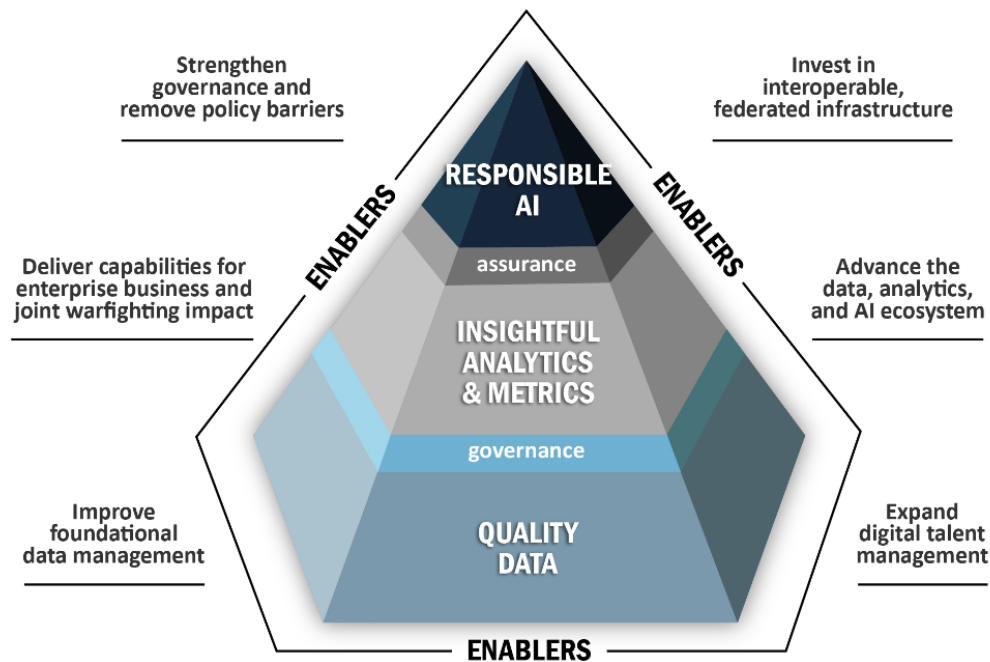 Strengthen
governance and
remove policy barriers
Invest in
interoperable,
federated infrastructure
RESPONSIBLE
AI
ENABLERS
ENABLERS
assurance
Deliver capabilities for
enterprise business and
joint warfighting impact
Advance the
data, analytics,
and AI ecosystem
INSIGHTFUL
ANALYTICS
& METRICS
governance
Improve
foundational
data management
QUALITY
DATA
Expand
digital talent
management
ENABLERS